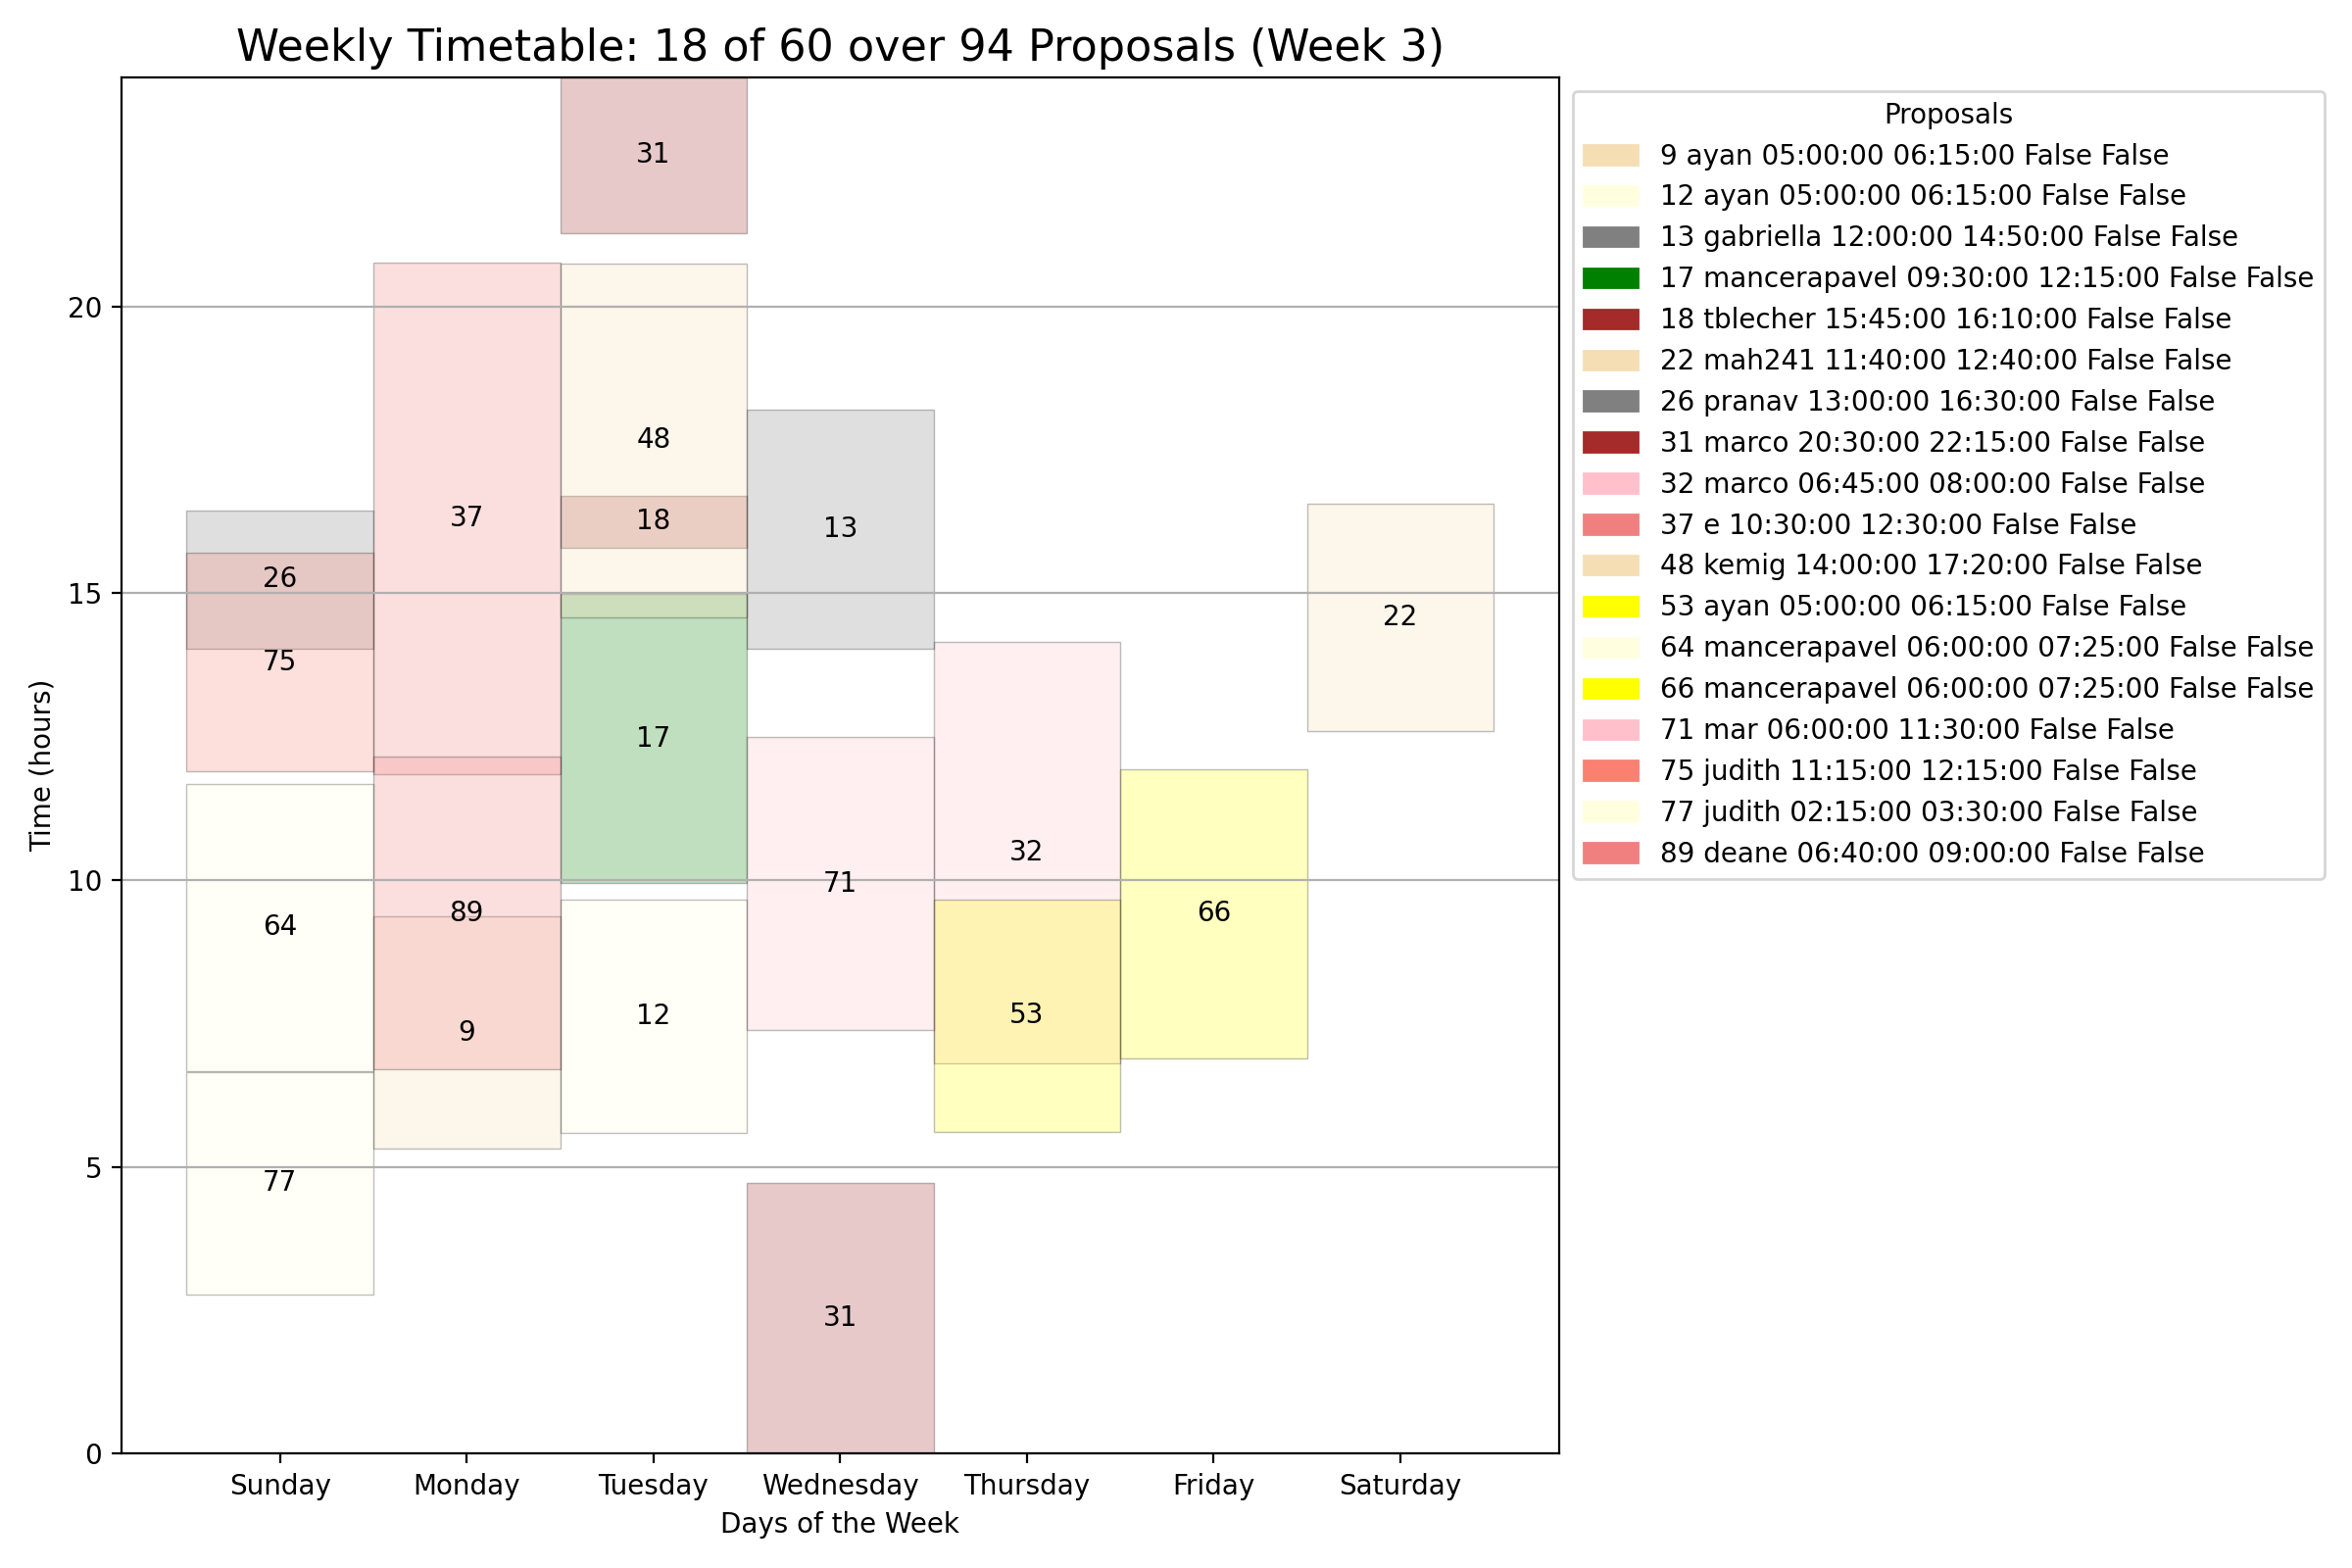 Weekly Timetable: 18 of 60 over 94 Proposals (Week 3)
Proposals
9 ayan 05:00:00 06:15:00 False False
12 ayan 05:00:00 06:15:00 False False
13 gabriella 12:00:00 14:50:00 False False
17 mancerapavel 09:30:00 12:15:00 False False
18 tblecher 15:45:00 16:10:00 False False
22 mah241 11:40:00 12:40:00 False False
26 pranav 13:00:00 16:30:00 False False
31 marco 20:30:00 22:15:00 False False
32 marco 06:45:00 08:00:00 False False
37 e 10:30:00 12:30:00 False False
48 kemig 14:00:00 17:20:00 False False
53 ayan 05:00:00 06:15:00 False False
64 mancerapavel 06:00:00 07:25:00 False False
66 mancerapavel 06:00:00 07:25:00 False False
71 mar 06:00:00 11:30:00 False False
75 judith 11:15:00 12:15:00 False False
77 judith 02:15:00 03:30:00 False False
89 deane 06:40:00 09:00:00 False False
Time (hours)
20
15
10
5
0
31
48
37
18
13
26
75
22
17
32
71
89
64
66
9
12
53
77
31
Sunday Monday Tuesday Wednesday Thursday Friday Saturday
Days of the Week